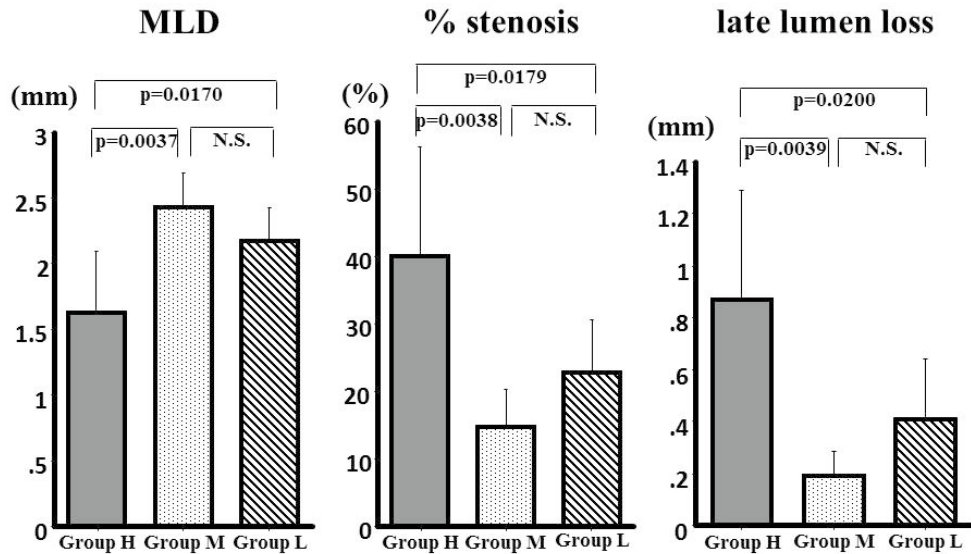 MLD
(mm)
p=0.0170
p=0.0037
N.S.
3
2.5
2
1.5
1
.5
0
Group H Group M Group L
% stenosis
(%)
p=0.0179
p=0.0038
N.S.
60
50
40
30
20
10
0
Group H Group M Group L
late lumen loss
(mm)
p=0.0200
p=0.0039
N.S.
1.4
1.2
1
.8
.6
.4
.2
0
Group H Group M Group L